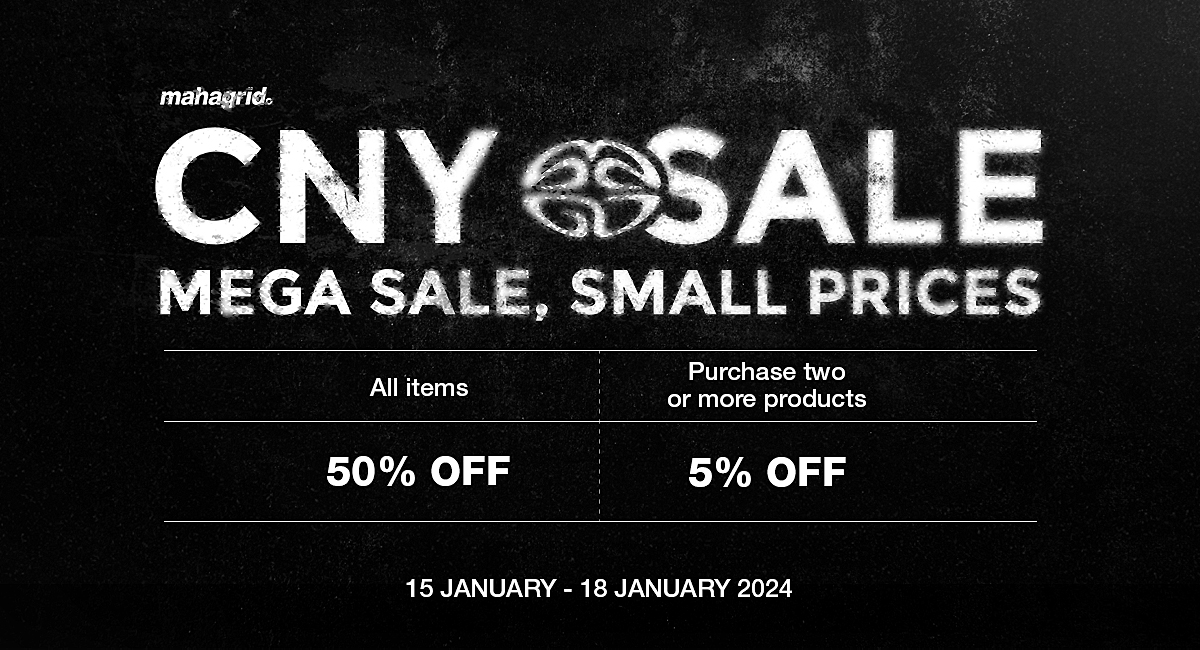 mahagrid.
CNY SALE
MEGA SALE, SMALL PRICES
All items
Purchase two
or more products
50% OFF
5% OFF
15 JANUARY - 18 JANUARY 2024